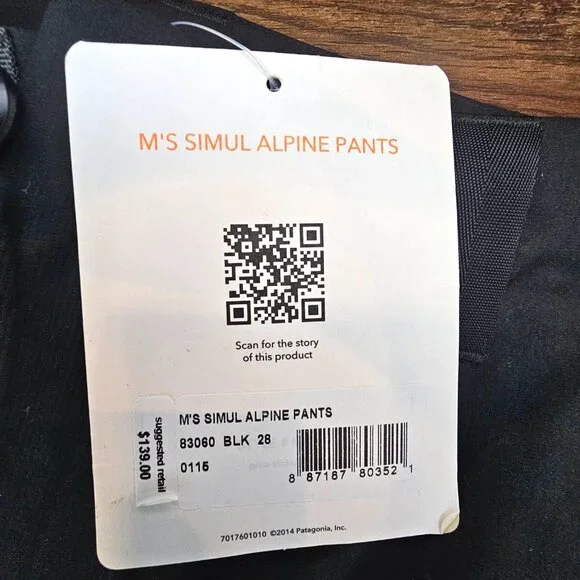 M'S SIMUL ALPINE PANTS
Scan for the story
of this product
suggested retail
$139.00
M'S SIMUL ALPINE PANTS
83060 BLK 28
0115
8 87187 80352 1
7017601010 ©2014 Patagonia, Inc.